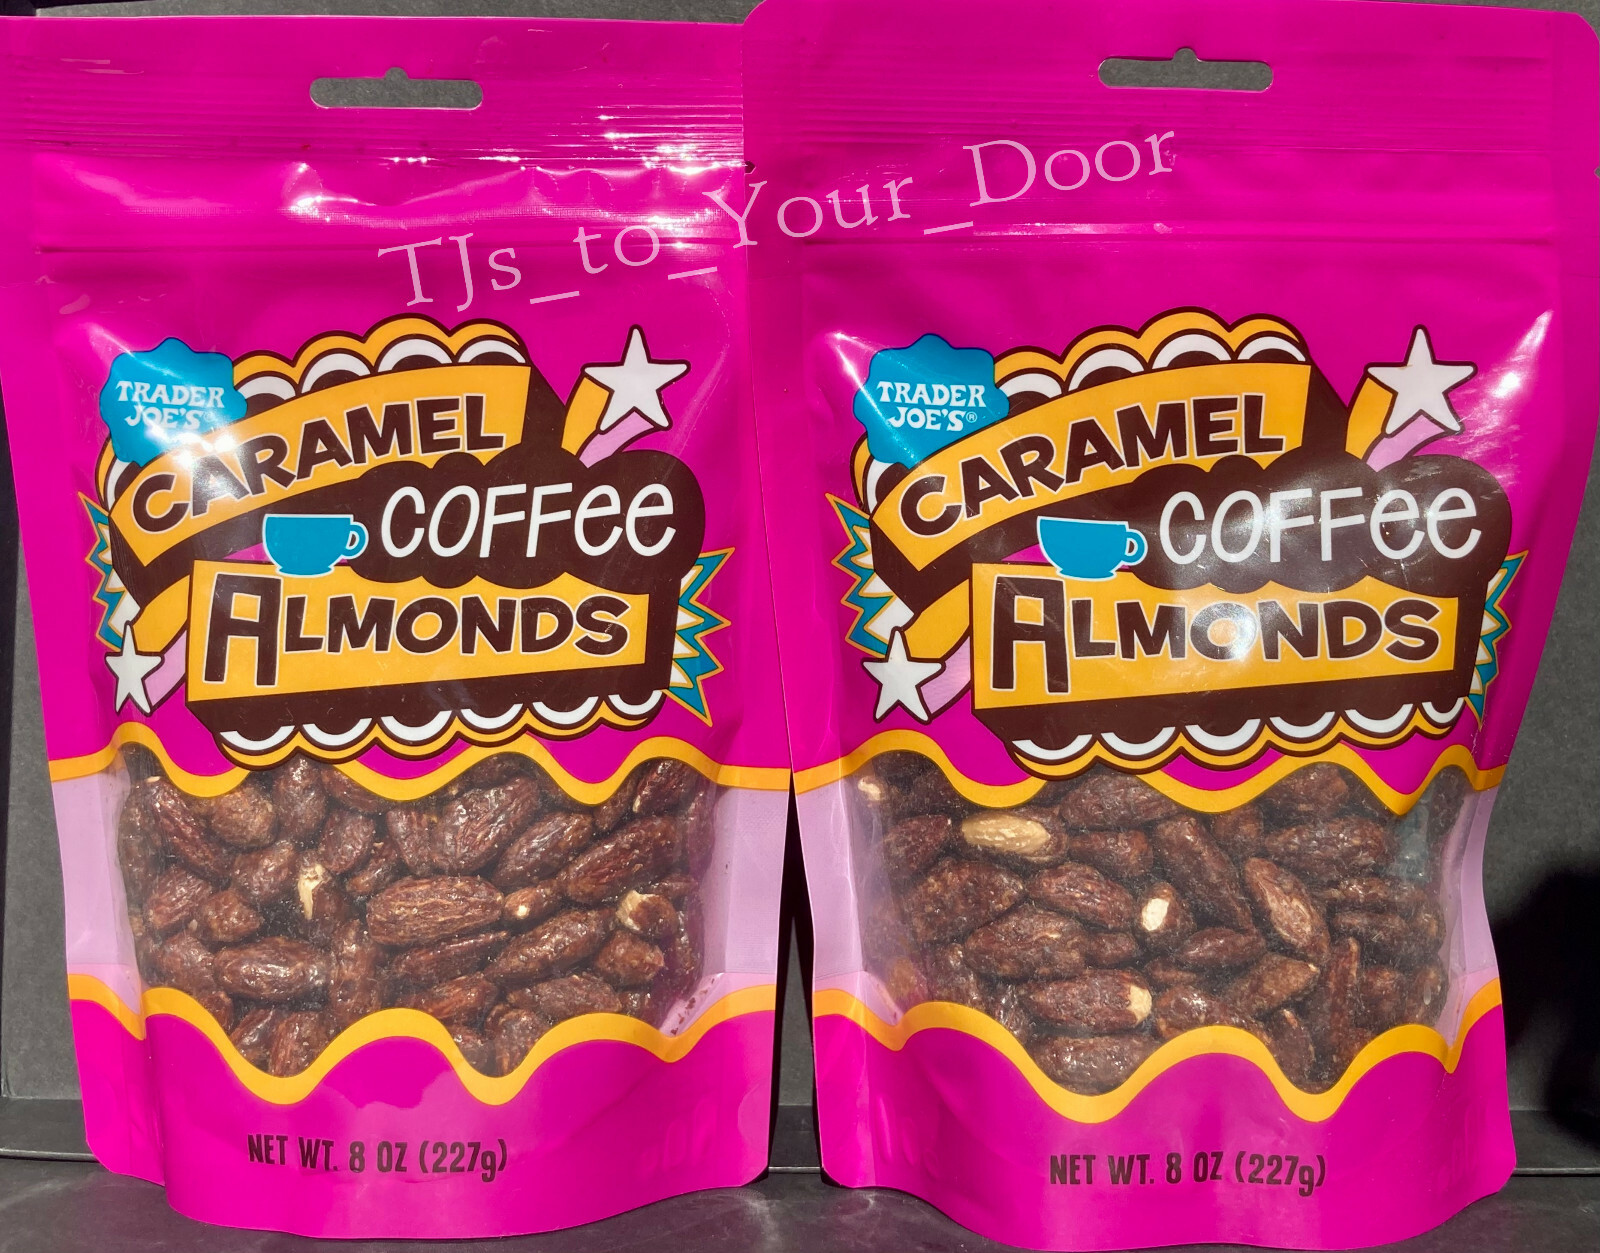 TJs_to_Your_Door
TRADER
JOE'S
CARAMEL
COFFee
ALMONDS
NET WT. 8 OZ (227g)
TRADER
JOE'S®
CARAMEL
COFFee
ALMONDS
NET WT. 8 OZ (227g)